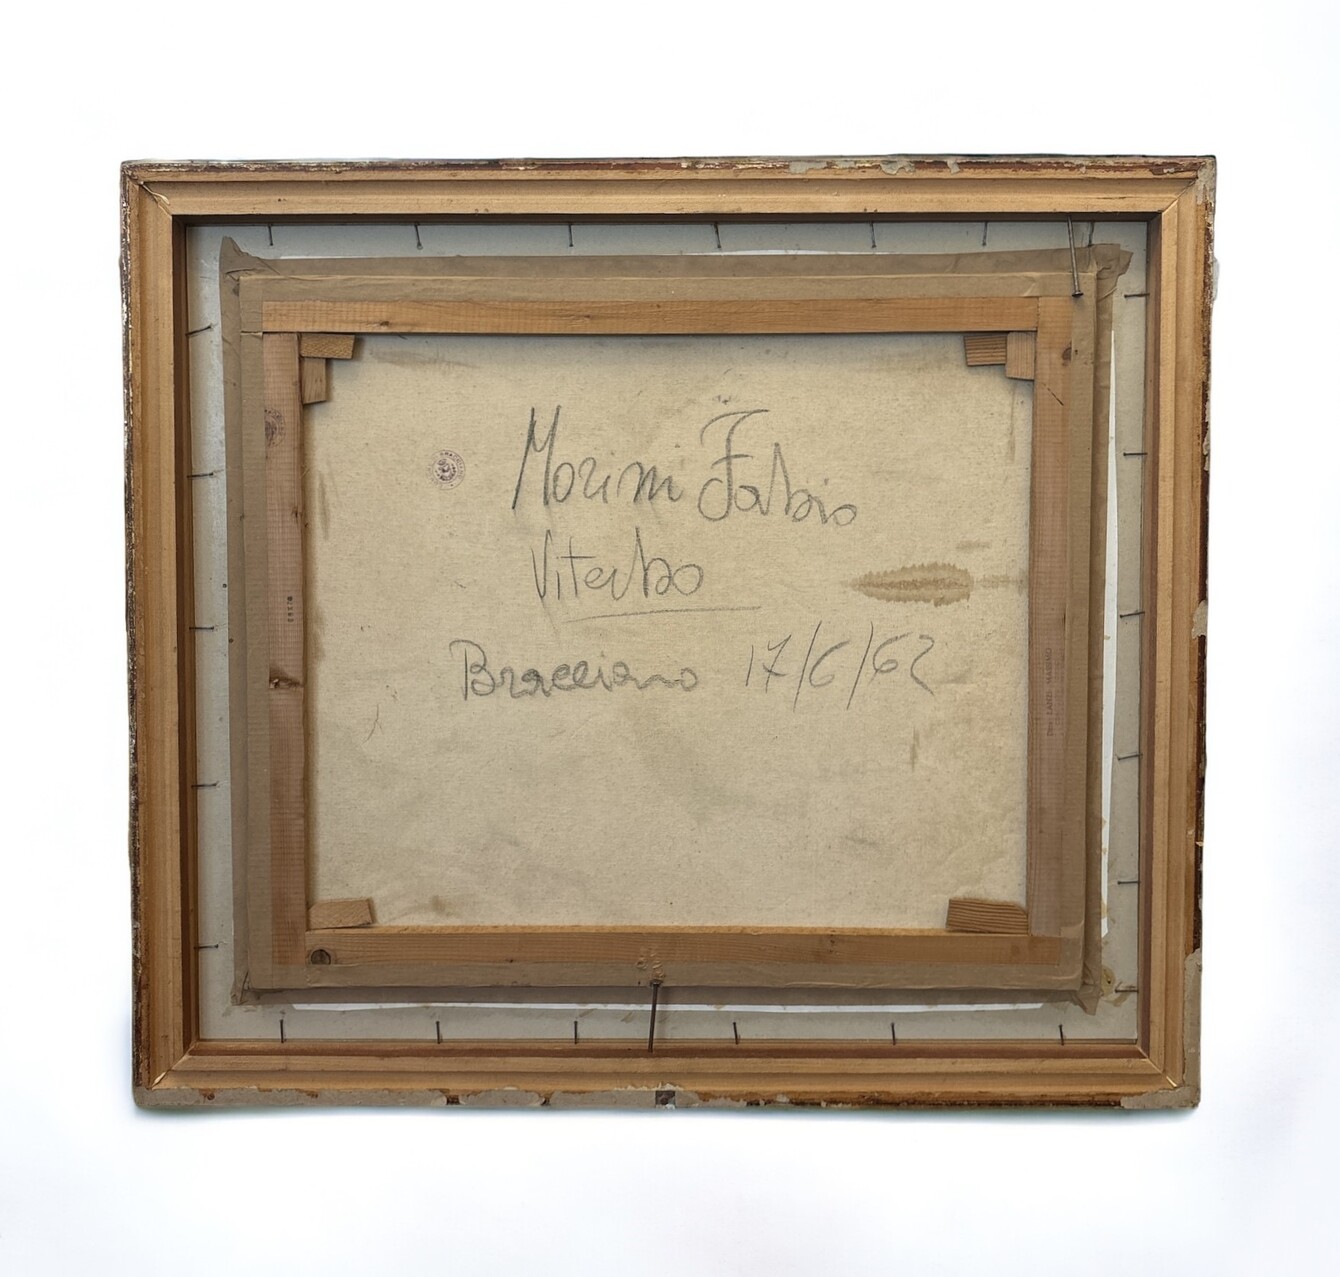 Morini Fabio
Viterbo
Bracciano 17/6/62